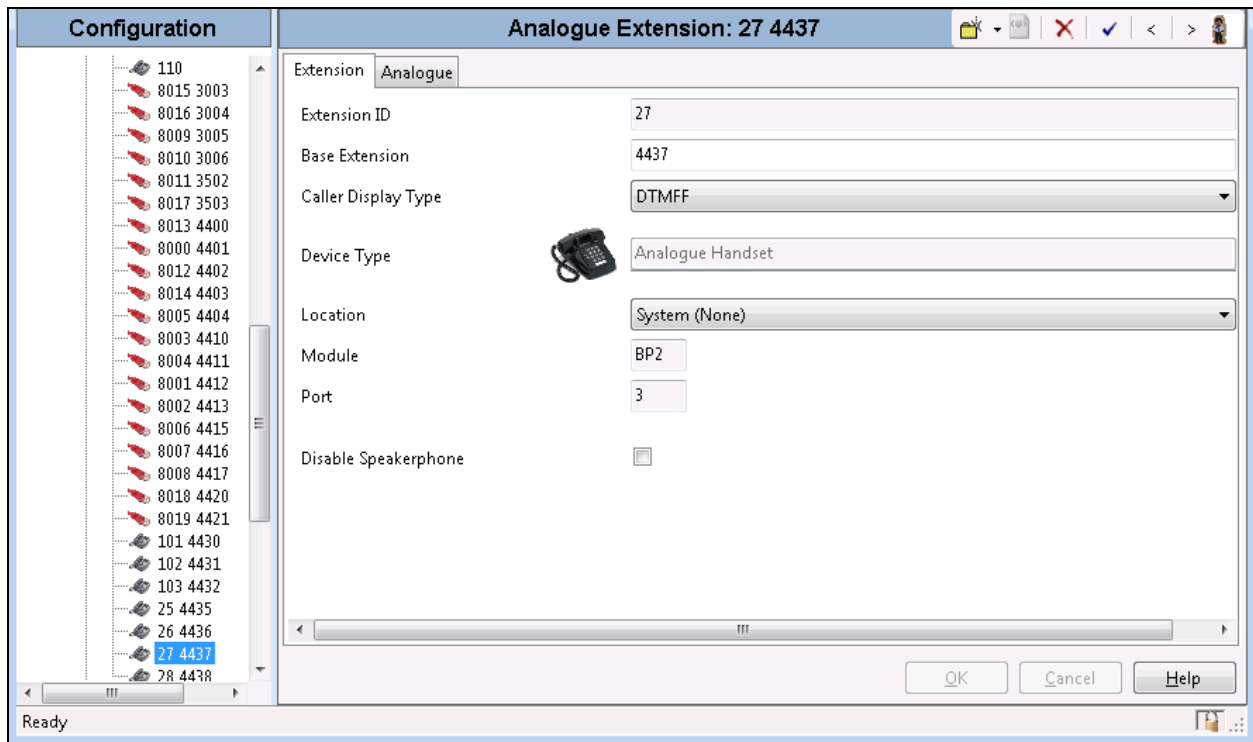 Configuration
Analogue Extension: 27 4437
110
8015 3003
8016 3004
8009 3005
8010 3006
8011 3502
8017 3503
8013 4400
8000 4401
8012 4402
8014 4403
8005 4404
8003 4410
8004 4411
8001 4412
8002 4413
8006 4415
8007 4416
8008 4417
8018 4420
8019 4421
101 4430
102 4431
103 4432
25 4435
26 4436
27 4437
28 4438
Extension
Analogue
Extension ID
27
Base Extension
4437
Caller Display Type
DTMFF
Device Type
Analogue Handset
Location
System (None)
Module
BP2
Port
3
Disable Speakerphone
OK
Cancel
Help
Ready